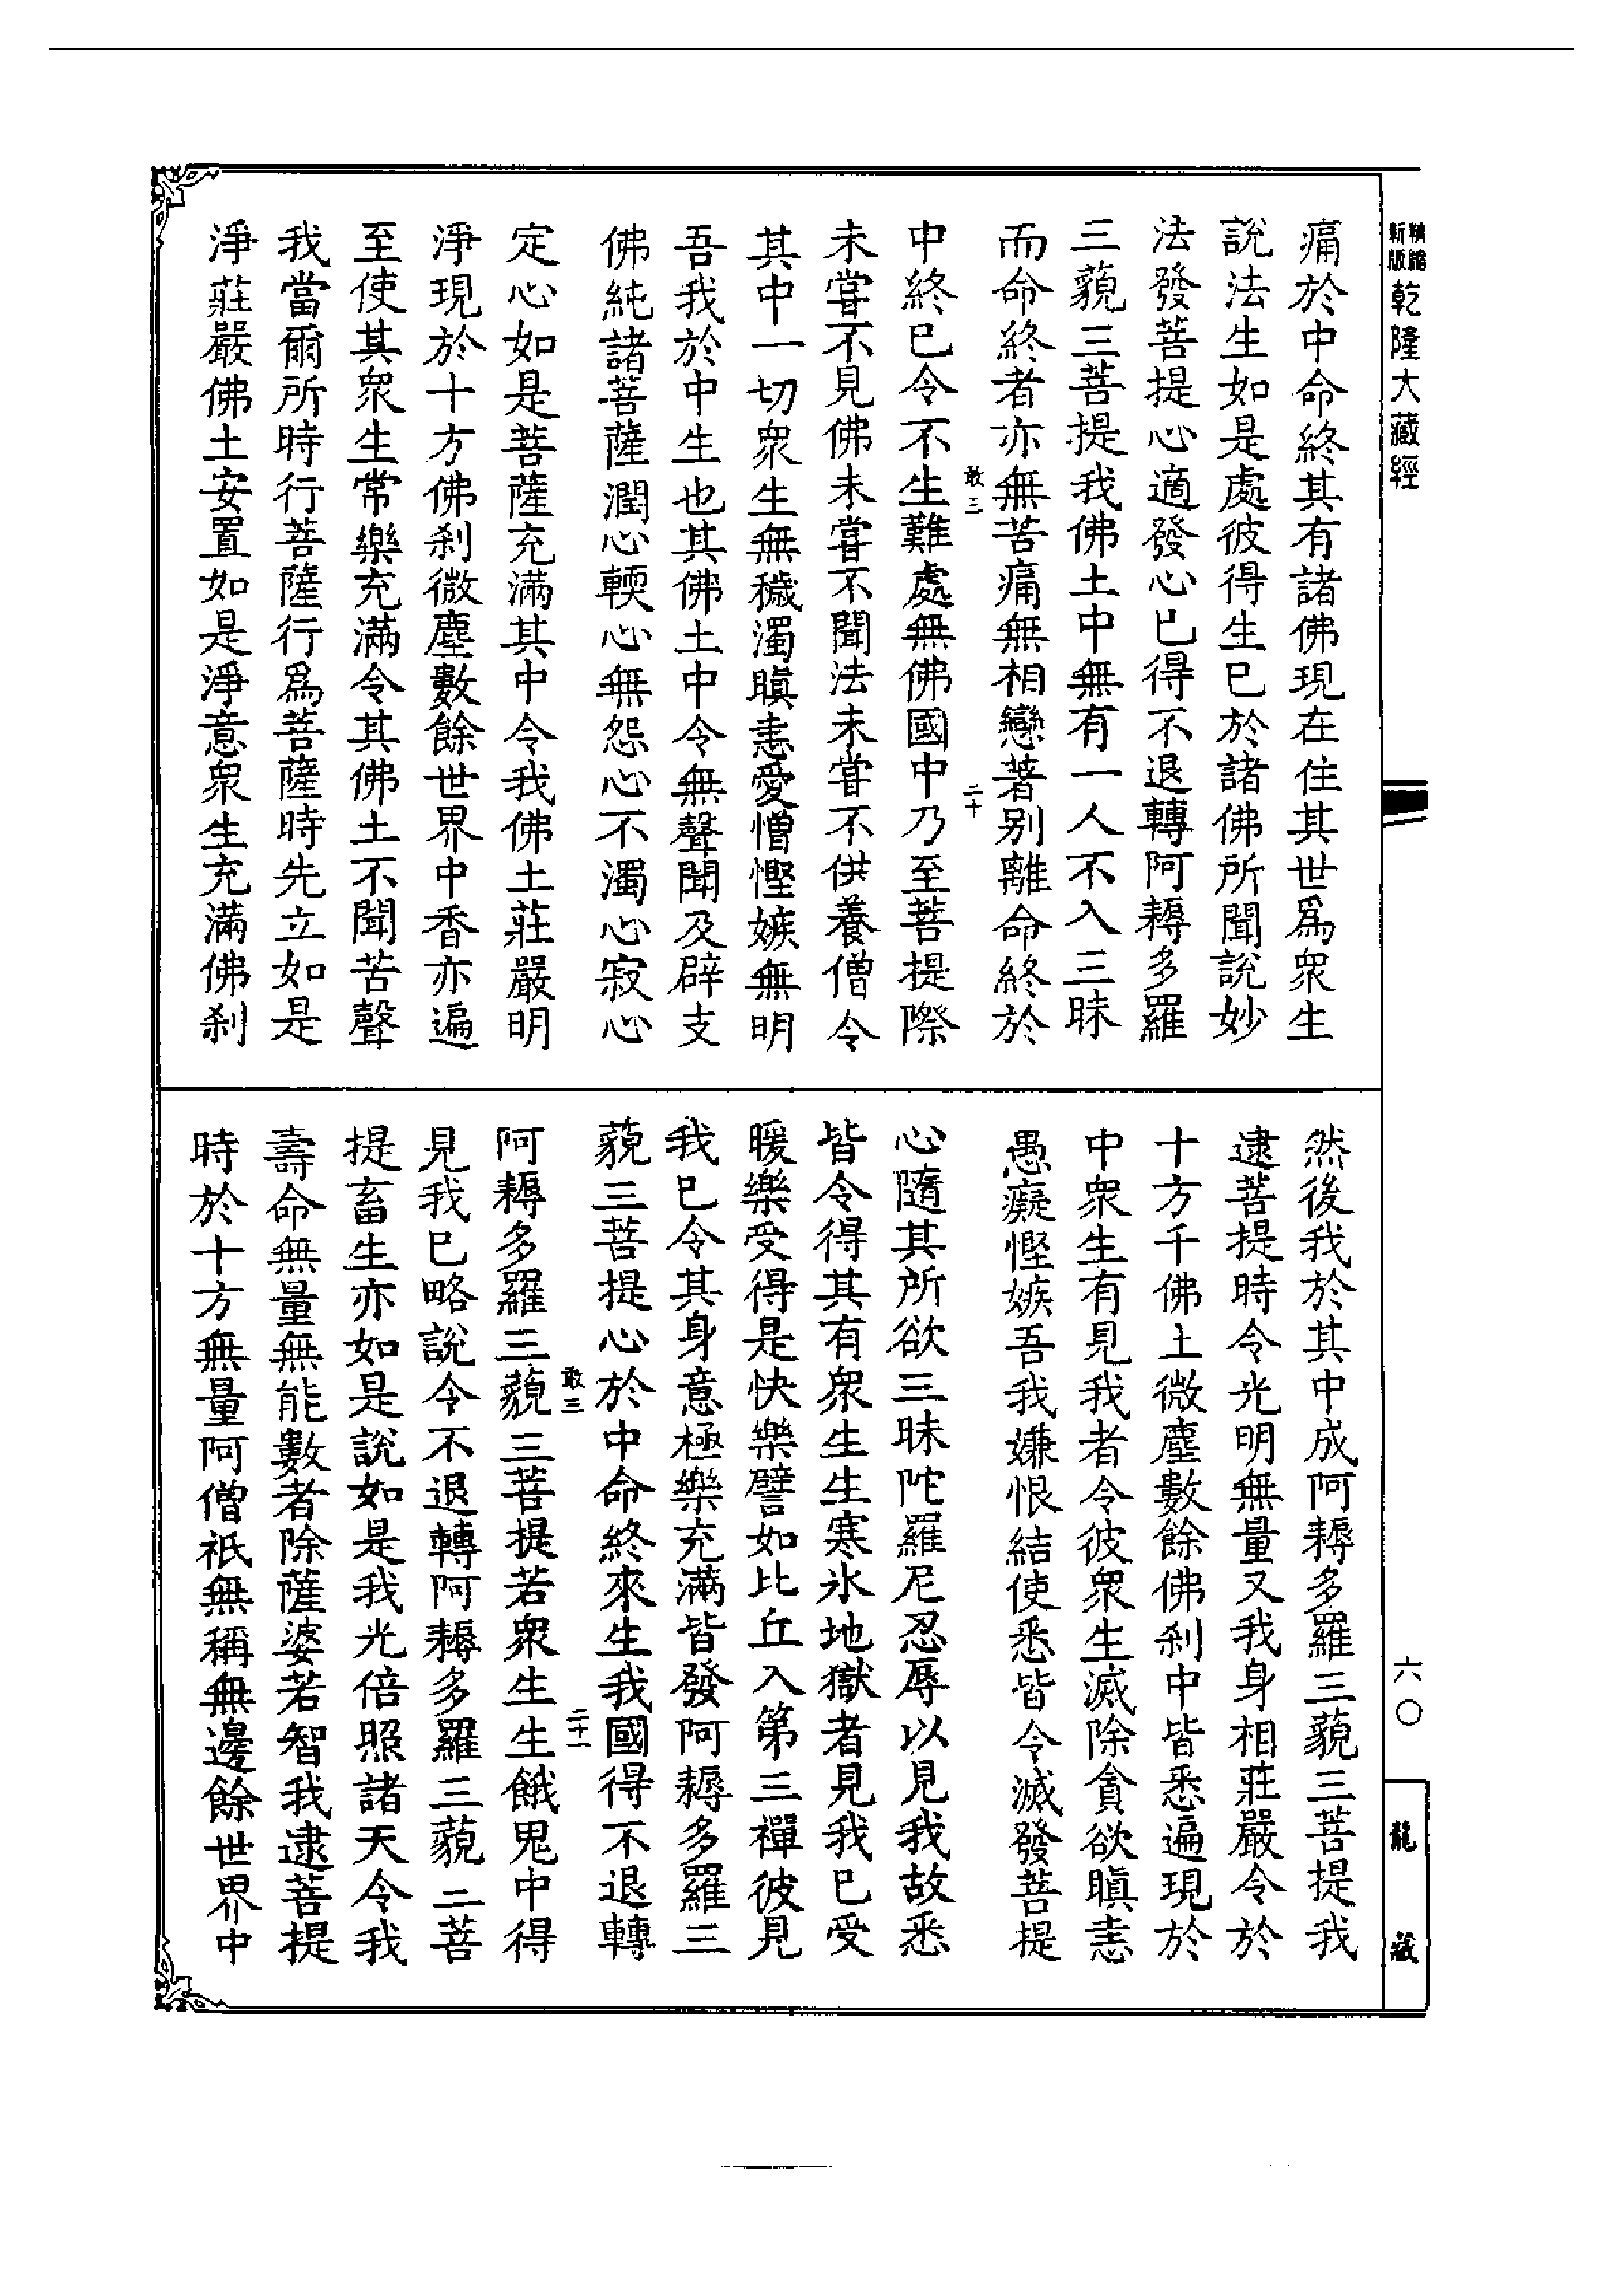 精縮
新版
乾隆大藏經
痛於中命終其有諸佛現在住其世爲衆生
說法生如是處彼得生已於諸佛所聞說妙
法發菩提心適發心已得不退轉阿耨多羅
三藐三菩提我佛土中無有一人不入三昧
而命終者亦無苦痛無相戀著別離命終於
敢三
二十
中終已令不生難處無佛國中乃至菩提際
未嘗不見佛未嘗不聞法未嘗不供養僧令
其中一切衆生無穢濁瞋恚愛憎慳嫉無明
吾我於中生也其佛土中令無聲聞及辟支
佛純諸菩薩潤心輭心無怨心不濁心寂心
定心如是菩薩充滿其中令我佛土莊嚴明
淨現於十方佛刹微塵數餘世界中香亦遍
至使其衆生常樂充滿令其佛土不聞苦聲
我當爾所時行菩薩行爲菩薩時先立如是
淨莊嚴佛土安置如是淨意衆生充滿佛刹
然後我於其中成阿耨多羅三藐三菩提我
逮菩提時令光明無量又我身相莊嚴令於
十方千佛土微塵數餘佛刹中皆悉遍現於
中衆生有見我者令彼衆生滅除貪欲瞋恚
愚癡慳嫉吾我嫌恨結使悉皆令滅發菩提
心隨其所欲三昧陀羅尼忍辱以見我故悉
皆令得其有衆生生寒氷地獄者見我已受
暖樂受得是快樂譬如比丘入第三禪彼見
我已令其身意極樂充滿皆發阿耨多羅三
藐三菩提心於中命終來生我國得不退轉
敢三
二十一
阿耨多羅三藐三菩提若衆生生餓鬼中得
見我已略說令不退轉阿耨多羅三藐二菩
提畜生亦如是說如是我光倍照諸天令我
壽命無量無能數者除薩婆若智我逮菩提
時於十方無量阿僧祇無稱無邊餘世界中
六〇
龍藏